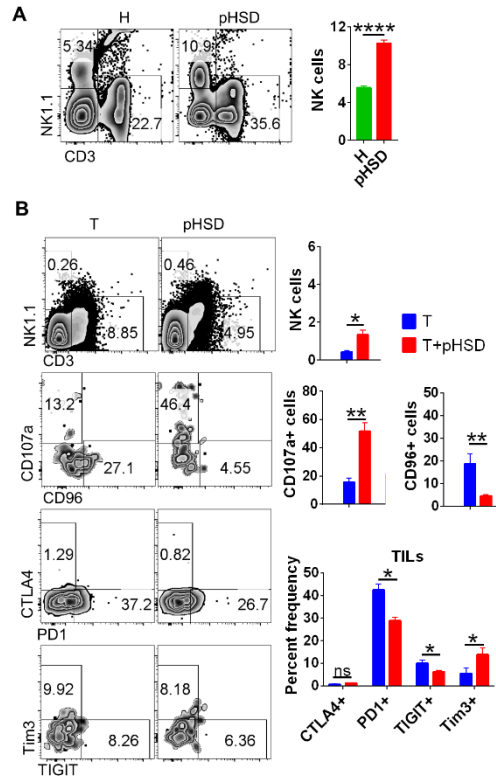 A
H
pHSD
5.34
10.9
22.7
35.6
NK1.1
CD3
****
NK cells
15
10
5
0
H
pHSD
B
T
pHSD
0.26
0.46
8.85
4.95
NK1.1
CD3
NK cells
6
4
2
0
*
T
T+pHSD
13.2
46.4
27.1
4.55
CD107a
CD96
CD107a+ cells
80
60
40
20
0
**
CD96+ cells
50
40
30
20
10
0
**
1.29
0.82
37.2
26.7
CTLA4
PD1
9.92
8.18
8.26
6.36
Tim3
TIGIT
TILs
Percent frequency
50
40
30
20
10
0
ns
*
*
*
CTLA4+
PD1+
TIGIT+
Tim3+